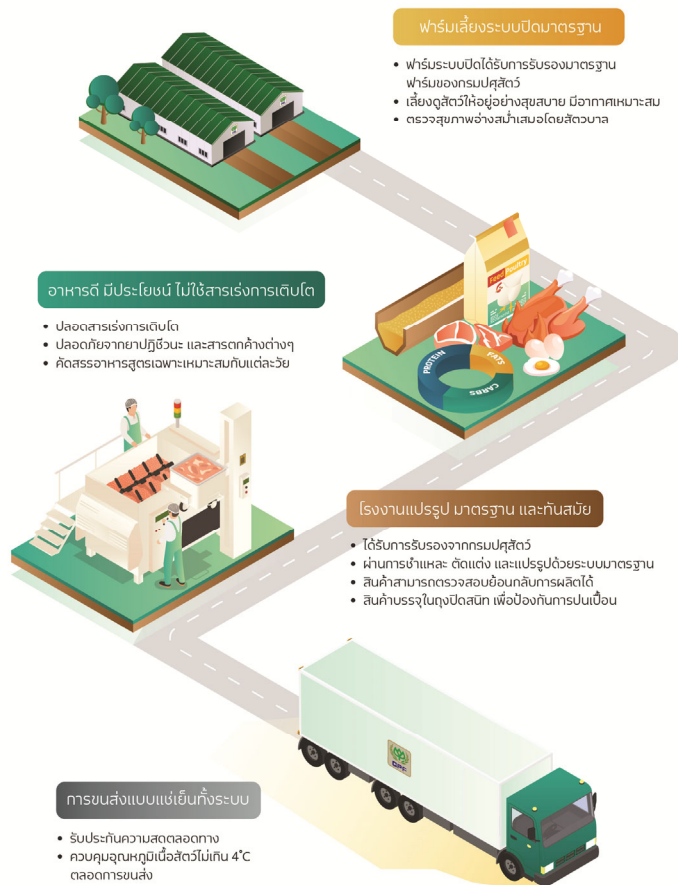 ฟาร์มเลี้ยงระบบปิดมาตรฐาน
• ฟาร์มระบบปิดได้รับการรับรองมาตรฐาน
ฟาร์มของกรมปศุสัตว์
• เลี้ยงดูสัตว์ให้อยู่อย่างสุขสบาย มีอากาศเหมาะสม
• ตรวจสุขภาพอย่างสม่ำเสมอโดยสัตวบาล
Feed Poultry
อาหารดี มีประโยชน์ ไม่ใช้สารเร่งการเติบโต
• ปลอดสารเร่งการเติบโต
• ปลอดภัยจากยาปฏิชีวนะ และสารตกค้างต่างๆ
• คัดสรรอาหารสูตรเฉพาะเหมาะสมกับแต่ละวัย
PROTEIN
FATS
CARBS
โรงงานแปรรูป มาตรฐาน และทันสมัย
• ได้รับการรับรองจากกรมปศุสัตว์
• ผ่านการชำแหละ ตัดแต่ง และแปรรูปด้วยระบบมาตรฐาน
• สินค้าสามารถตรวจสอบย้อนกลับการผลิตได้
• สินค้าบรรจุในถุงปิดสนิท เพื่อป้องกันการปนเปื้อน
CPF
การขนส่งแบบแช่เย็นทั้งระบบ
• รับประกันความสดตลอดทาง
• ควบคุมอุณหภูมิเนื้อสัตว์ไม่เกิน 4°C
ตลอดการขนส่ง